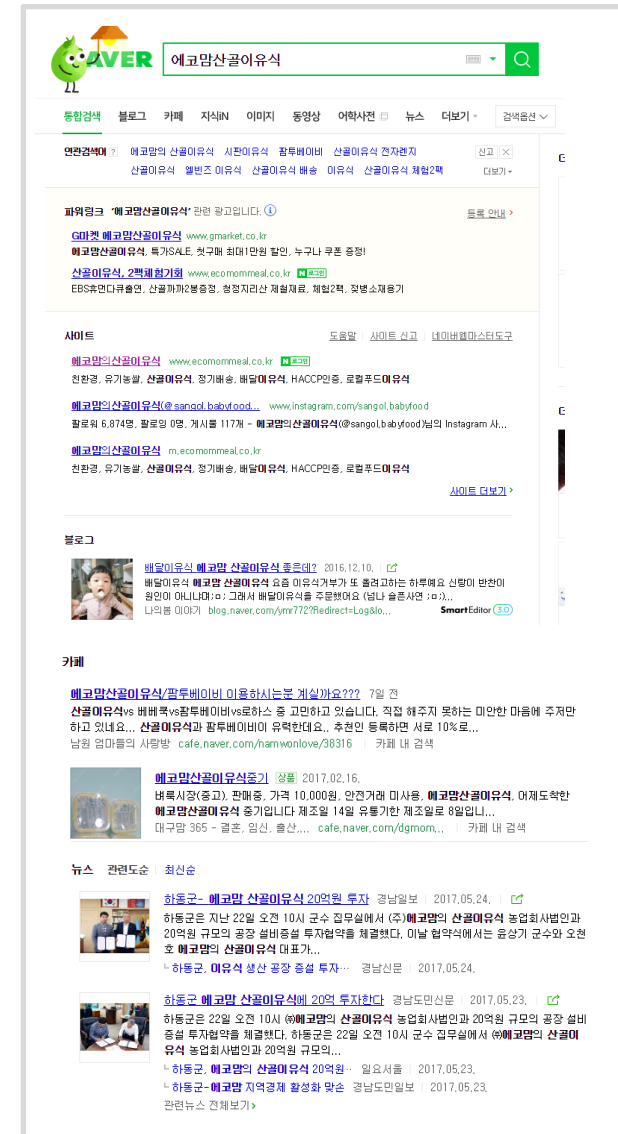 AVER
에코맘산골이유식
통합검색 블로그 카페 지식iN 이미지 동영상 어학사전 뉴스 더보기 검색옵션
연관검색어 ? 에코맘의 산골이유식 시판이유식 팜투베이비 산골이유식 전자렌지 신고 ×
산골이유식 엘빈즈 이유식 산골이유식 배송 이유식 산골이유식 체험2팩 더보기
파워링크 '에코맘산골이유식' 관련 광고입니다. 등록 안내 >
G마켓 에코맘산골이유식 www.gmarket.co.kr
에코맘산골이유식, 특가SALE, 첫구매 최대1만원 할인, 누구나 쿠폰 증정!
산골이유식, 2팩체험기회 www.ecomommeal.co.kr N 로그인
EBS휴먼다큐출연, 산골까까2봉증정, 청정지리산 제철재료, 체험2팩, 젖병소재용기
사이트 도움말 사이트 신고 네이버웹마스터도구
에코맘의산골이유식 www.ecomommeal.co.kr N 로그인
친환경, 유기농쌀, 산골이유식, 정기배송, 배달이유식, HACCP인증, 로컬푸드이유식
에코맘의산골이유식(@sangol.babyfood... www.instagram.com/sangol.babyfood
팔로워 6,874명, 팔로잉 0명, 게시물 117개 - 에코맘의산골이유식(@sangol.babyfood)님의 Instagram 사...
에코맘의산골이유식 m.ecomommeal.co.kr
친환경, 유기농쌀, 산골이유식, 정기배송, 배달이유식, HACCP인증, 로컬푸드이유식
사이트 더보기 >
블로그
배달이유식 에코맘 산골이유식 좋은데? 2016.12.10.
배달이유식 에코맘 산골이유식 요즘 이유식거부가 또 올려고하는 하루예요 신랑이 반찬이
원인이 아니냐며;ㅁ; 그래서 배달이유식을 주문했어요 (넘나 슬픈사연 ;ㅁ;)...
나의봄 이야기 blog.naver.com/ymr772?Redirect=Log&lo... SmartEditor 3.0
카페
에코맘산골이유식/팜투베이비 이용하시는분 계실까요??? 7일 전
산골이유식vs 베베쿡vs팜투베이비vs로하스 중 고민하고 있습니다. 직접 해주지 못하는 미안한 마음에 주저만
하고 있네요... 산골이유식과 팜투베이비이 유력한데요.. 추천인 등록하면 서로 10%로...
남원 엄마들의 사랑방 cafe.naver.com/namwonlove/38316 카페 내 검색
에코맘산골이유식중기 상품 2017.02.16.
벼룩시장(중고), 판매중, 가격 10,000원, 안전거래 미사용, 에코맘산골이유식, 어제도착한
에코맘산골이유식 중기입니다 제조일 14일 유통기한 제조일로 8일입니...
대구맘 365 - 결혼, 임신, 출산,... cafe.naver.com/dgmom... 카페 내 검색
뉴스 관련도순 최신순
하동군- 에코맘 산골이유식 20억원 투자 경남일보 2017.05.24.
하동군은 지난 22일 오전 10시 군수 집무실에서 (주)에코맘의 산골이유식 농업회사법인과
20억원 규모의 공장 설비증설 투자협약을 체결했다. 이날 협약식에서는 윤상기 군수와 오천
호 에코맘의 산골이유식 대표가...
하동군, 이유식 생산 공장 증설 투자… 경남신문 2017.05.24.
하동군 에코맘 산골이유식에 20억 투자한다 경남도민신문 2017.05.23.
하동군은 22일 오전 10시 ㈜에코맘의 산골이유식 농업회사법인과 20억원 규모의 공장 설비
증설 투자협약을 체결했다. 하동군은 22일 오전 10시 군수 집무실에서 ㈜에코맘의 산골이
유식 농업회사법인과 20억원 규모의...
하동군, 에코맘의 산골이유식 20억원… 일요서울 2017.05.23.
하동군-에코맘 지역경제 활성화 맞손 경남도민일보 2017.05.23.
관련뉴스 전체보기 >